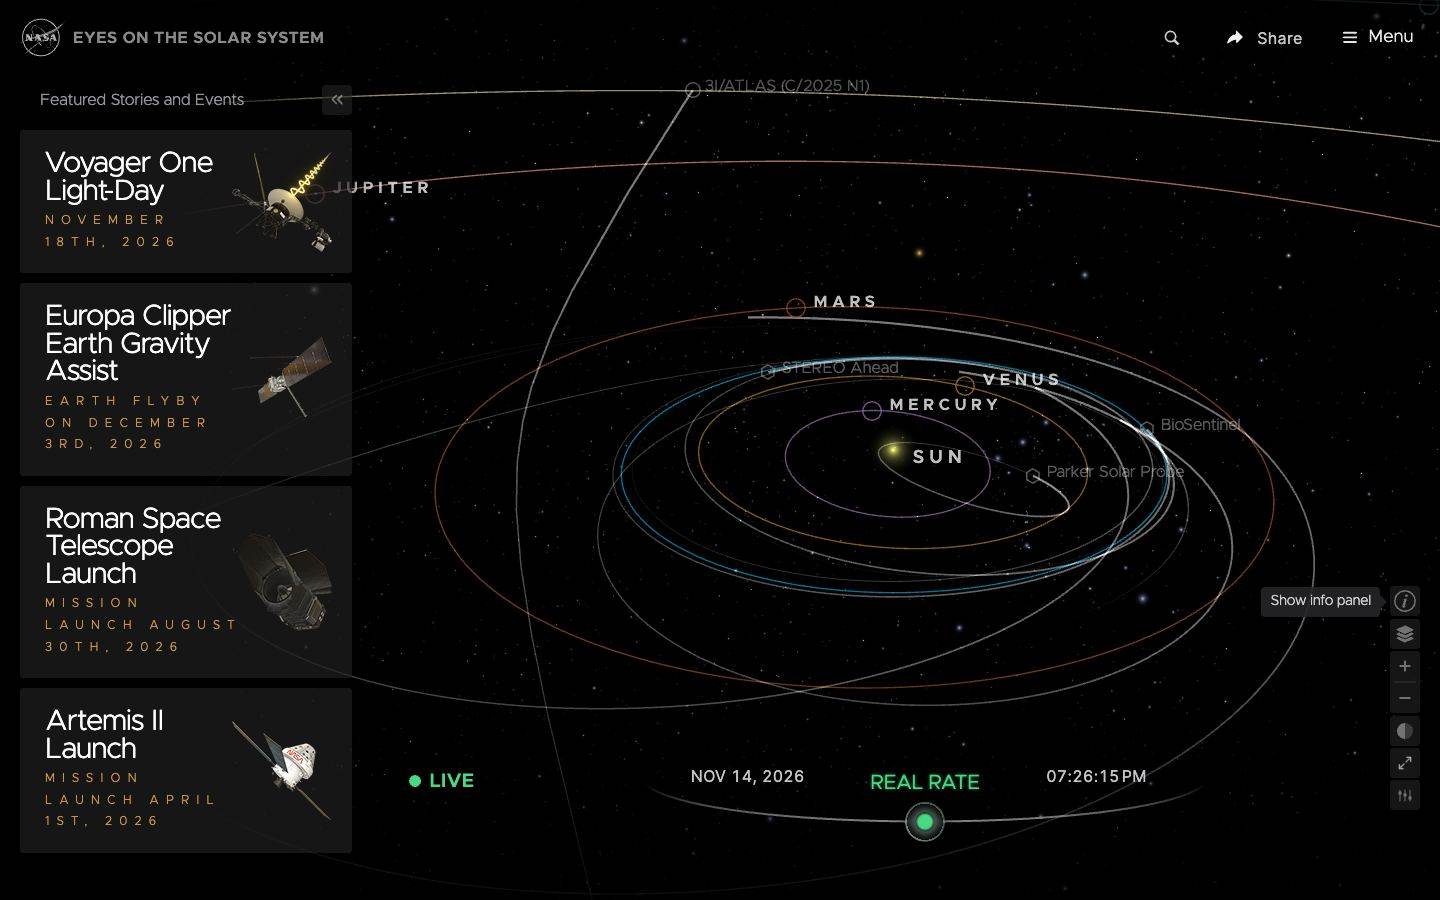 NASA
EYES ON THE SOLAR SYSTEM
Share
Menu
Featured Stories and Events
3I/ATLAS (C/2025 N1)
Voyager One
Light-Day
NOVEMBER
18TH, 2026
JUPITER
Europa Clipper
Earth Gravity
Assist
EARTH FLYBY
ON DECEMBER
3RD, 2026
MARS
STEREO Ahead
VENUS
MERCURY
BioSentinel
SUN
Parker Solar Probe
Roman Space
Telescope
Launch
MISSION
LAUNCH AUGUST
30TH, 2026
Show info panel
Artemis II
Launch
MISSION
LAUNCH APRIL
1ST, 2026
LIVE
NOV 14, 2026
REAL RATE
07:26:15 PM